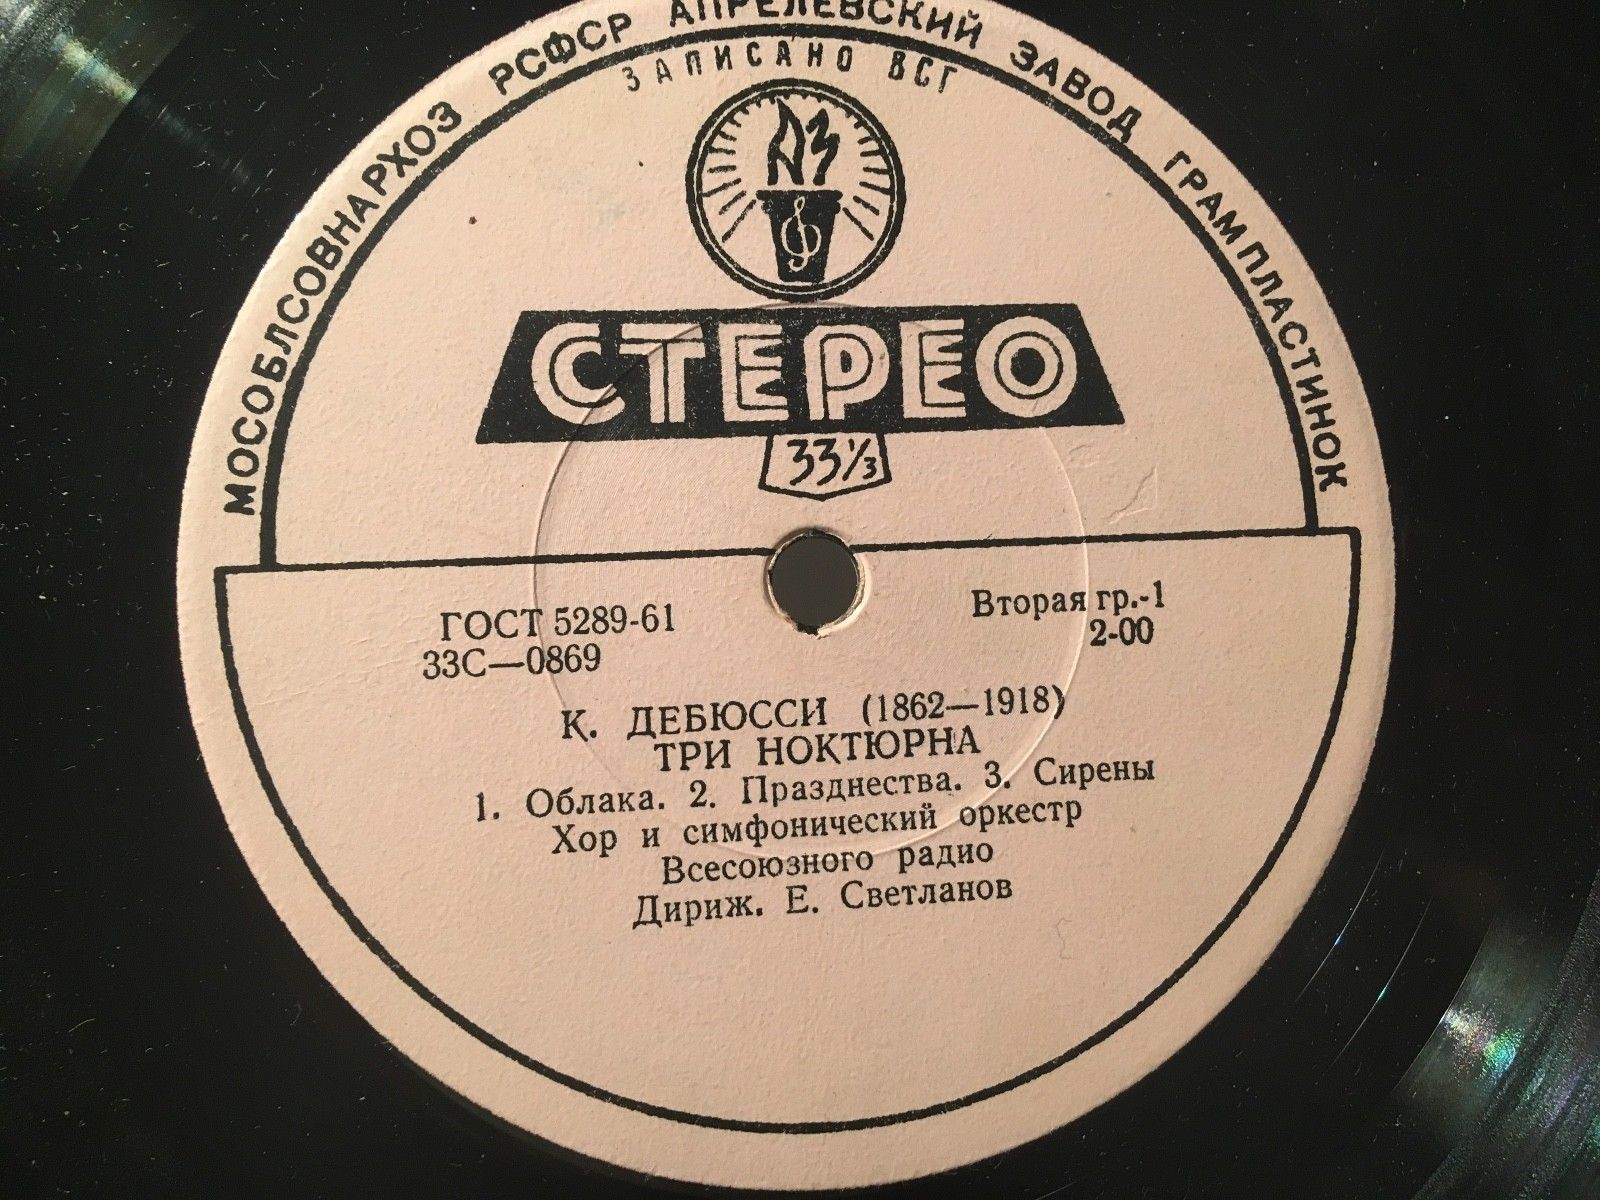 МОСОБЛСОВНАРХОЗ РСФСР АПРЕЛЕВСКИЙ ЗАВОД ГРАМПЛАСТИНОК
ЗАПИСАНО ВСГ
СТЕРЕО
33⅓
ГОСТ 5289-61
Вторая гр.-1
33С—0869
2-00
К. ДЕБЮССИ (1862—1918)
ТРИ НОКТЮРНА
1. Облака. 2. Празднества. 3. Сирены
Хор и симфонический оркестр
Всесоюзного радио
Дириж. Е. Светланов